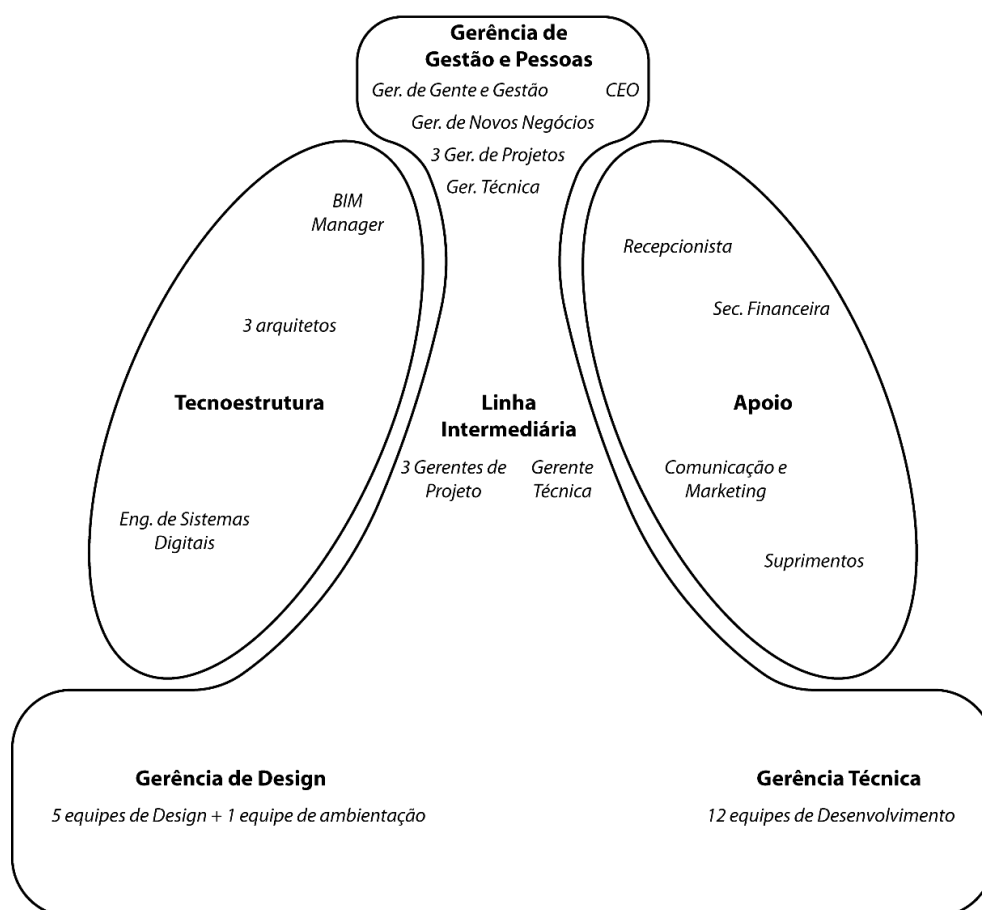 Gerência de
Gestão e Pessoas
Ger. de Gente e Gestão
CEO
Ger. de Novos Negócios
3 Ger. de Projetos
Ger. Técnica
BIM
Manager
3 arquitetos
Tecnoestrutura
Eng. de Sistemas
Digitais
Linha
Intermediária
3 Gerentes de
Projeto
Gerente
Técnica
Recepcionista
Sec. Financeira
Apoio
Comunicação e
Marketing
Suprimentos
Gerência de Design
5 equipes de Design + 1 equipe de ambientação
Gerência Técnica
12 equipes de Desenvolvimento